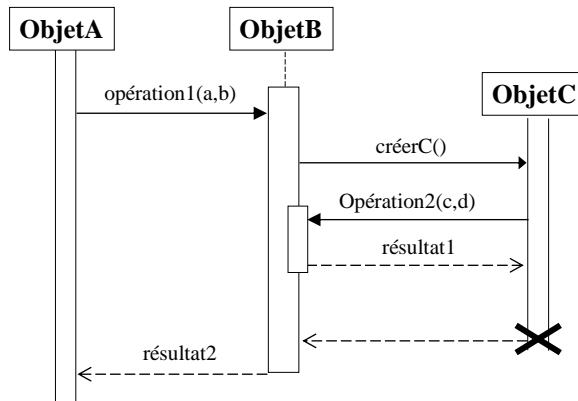 ObjetA
ObjetB
ObjetC
opération1(a,b)
créerC()
Opération2(c,d)
résultat1
résultat2